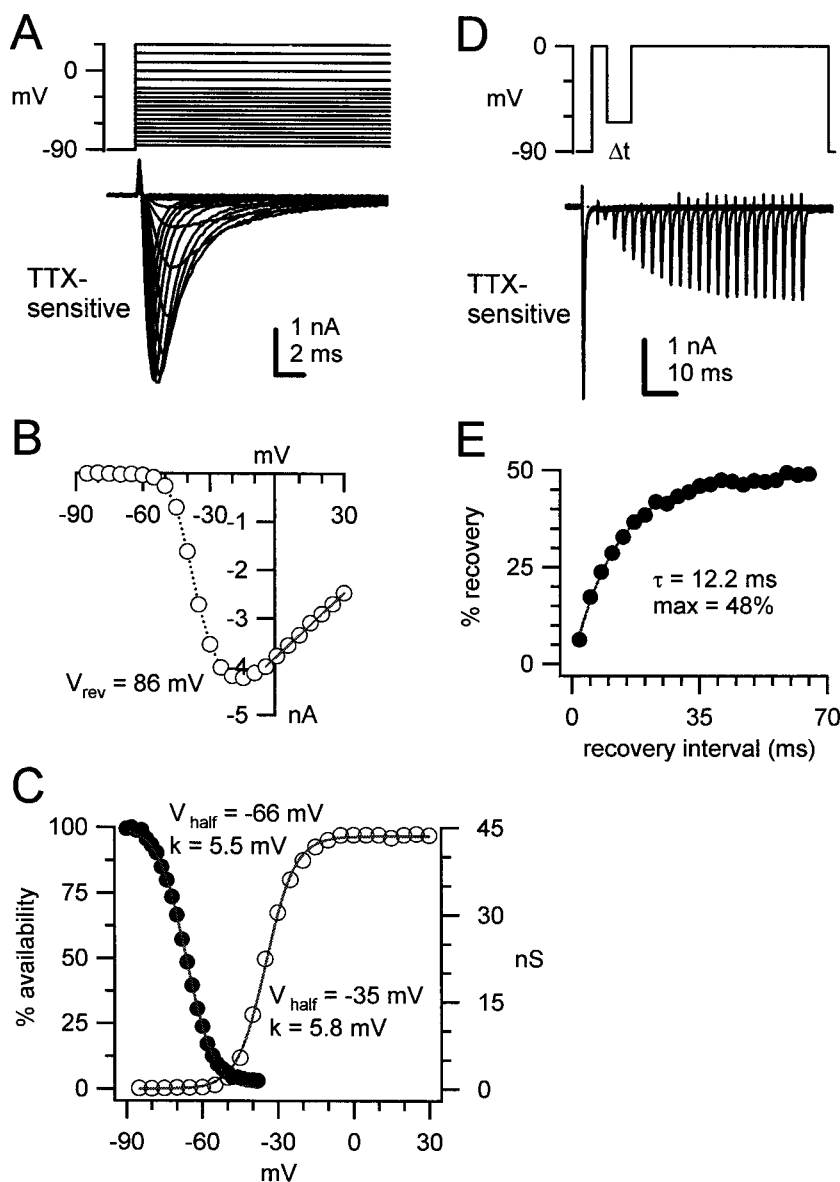 A
0
mV
-90
TTX-
sensitive
1 nA
2 ms
B
mV
-90 -60 -30 30
-1
-2
-3
-4
-5
nA
V rev = 86 mV
C
V half = -66 mV
k = 5.5 mV
100
75
50
25
0
% availability
V half = -35 mV
k = 5.8 mV
45
30
15
0
nS
-90 -60 -30 0 30
mV
D
0
mV
-90
Δt
TTX-
sensitive
1 nA
10 ms
E
50
25
0
% recovery
τ = 12.2 ms
max = 48%
0 35 70
recovery interval (ms)